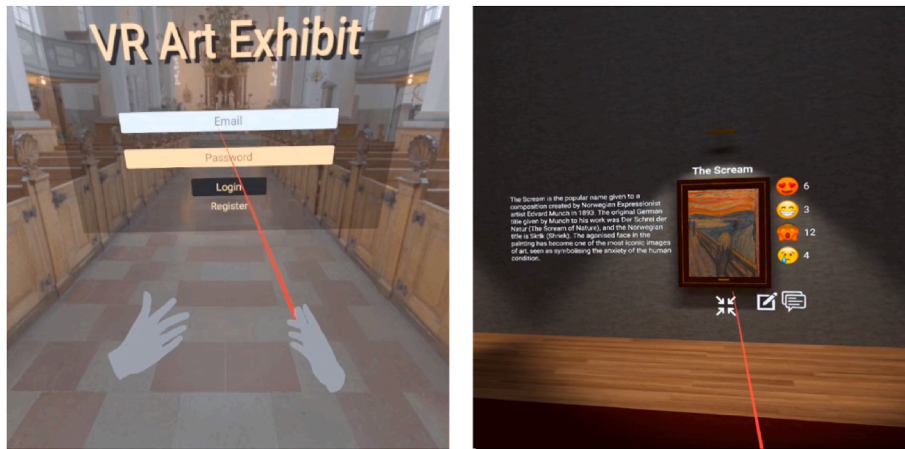 VR Art Exhibit
Email
Password
Login
Register
The Scream
The Scream is the popular name given to a
composition created by Norwegian Expressionist
artist Edvard Munch in 1893. The original German
title given by Munch to his work was Der Schrei der
Natur (The Scream of Nature), and the Norwegian
title is Skrik (Shriek). The agonised face in the
painting has become one of the most iconic images
of art, seen as symbolising the anxiety of the human
condition.
6
3
12
4